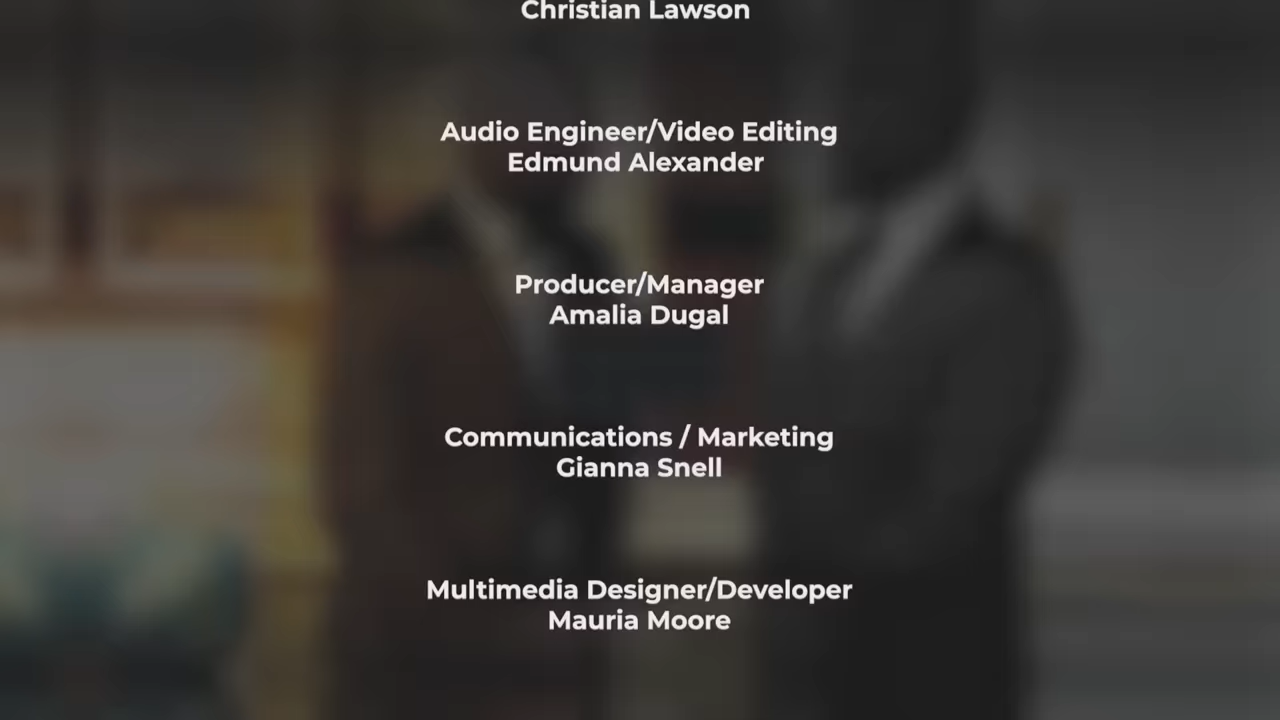 Christian Lawson
Audio Engineer/Video Editing
Edmund Alexander
Producer/Manager
Amalia Dugal
Communications / Marketing
Gianna Snell
Multimedia Designer/Developer
Mauria Moore